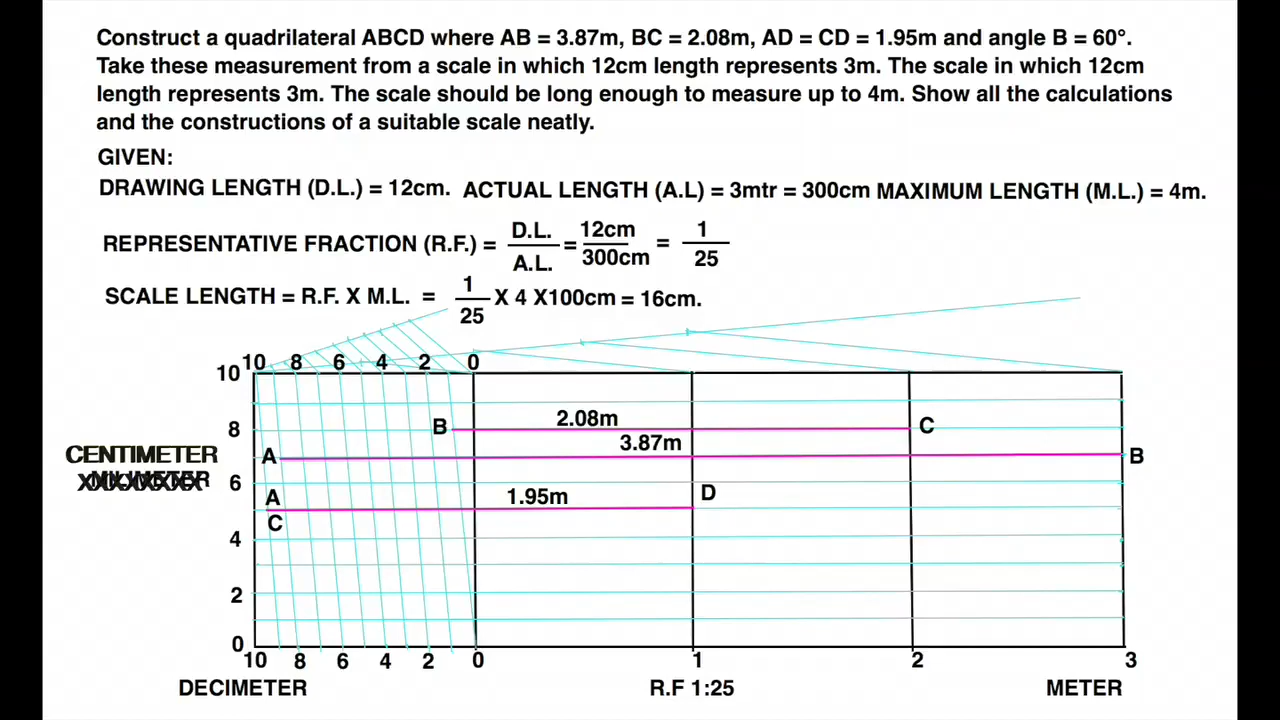 Construct a quadrilateral ABCD where AB = 3.87m, BC = 2.08m, AD = CD = 1.95m and angle B = 60°.
Take these measurement from a scale in which 12cm length represents 3m. The scale in which 12cm
length represents 3m. The scale should be long enough to measure up to 4m. Show all the calculations
and the constructions of a suitable scale neatly.
GIVEN:
DRAWING LENGTH (D.L.) = 12cm. ACTUAL LENGTH (A.L) = 3mtr = 300cm MAXIMUM LENGTH (M.L.) = 4m.
REPRESENTATIVE FRACTION (R.F.) = D.L. / A.L. = 12cm / 300cm = 1 / 25
SCALE LENGTH = R.F. X M.L. = 1 / 25 X 4 X100cm = 16cm.
10 8 6 4 2 0
10
8 B 2.08m C
3.87m
CENTIMETER A B
6
A 1.95m D
C
4
2
0
10 8 6 4 2 0 1 2 3
DECIMETER R.F 1:25 METER